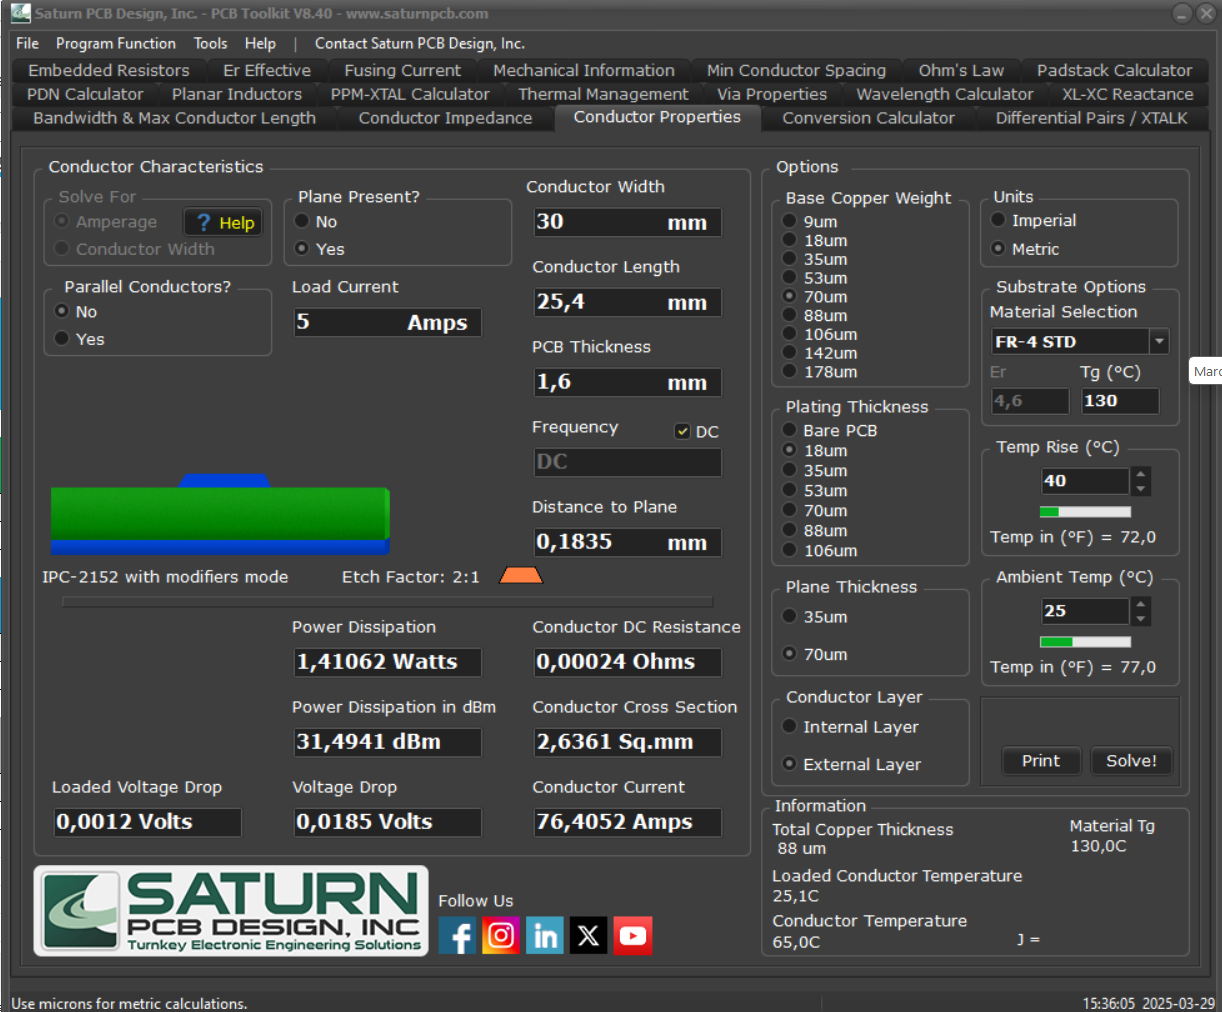 Saturn PCB Design, Inc. - PCB Toolkit V8.40 - www.saturnpcb.com
File Program Function Tools Help | Contact Saturn PCB Design, Inc.
Embedded Resistors Er Effective Fusing Current Mechanical Information Min Conductor Spacing Ohm's Law Padstack Calculator
PDN Calculator Planar Inductors PPM-XTAL Calculator Thermal Management Via Properties Wavelength Calculator XL-XC Reactance
Bandwidth & Max Conductor Length Conductor Impedance Conductor Properties Conversion Calculator Differential Pairs / XTALK
Conductor Characteristics
Solve For
Amperage
? Help
Conductor Width
Plane Present?
No
Yes
Parallel Conductors?
No
Yes
Load Current
5 Amps
Conductor Width
30 mm
Conductor Length
25,4 mm
PCB Thickness
1,6 mm
Frequency
DC
DC
Distance to Plane
0,1835 mm
IPC-2152 with modifiers mode
Etch Factor: 2:1
Power Dissipation
1,41062 Watts
Conductor DC Resistance
0,00024 Ohms
Power Dissipation in dBm
31,4941 dBm
Conductor Cross Section
2,6361 Sq.mm
Loaded Voltage Drop
0,0012 Volts
Voltage Drop
0,0185 Volts
Conductor Current
76,4052 Amps
Options
Base Copper Weight
9um
18um
35um
53um
70um
88um
106um
142um
178um
Plating Thickness
Bare PCB
18um
35um
53um
70um
88um
106um
Plane Thickness
35um
70um
Conductor Layer
Internal Layer
External Layer
Units
Imperial
Metric
Substrate Options
Material Selection
FR-4 STD
Er
4,6
Tg (°C)
130
Temp Rise (°C)
40
Temp in (°F) = 72,0
Ambient Temp (°C)
25
Temp in (°F) = 77,0
Print
Solve!
Information
Total Copper Thickness
88 um
Material Tg
130,0C
Loaded Conductor Temperature
25,1C
Conductor Temperature
65,0C
J =
SATURN
PCB DESIGN, INC
Turnkey Electronic Engineering Solutions
Follow Us
Use microns for metric calculations.
15:36:05 2025-03-29